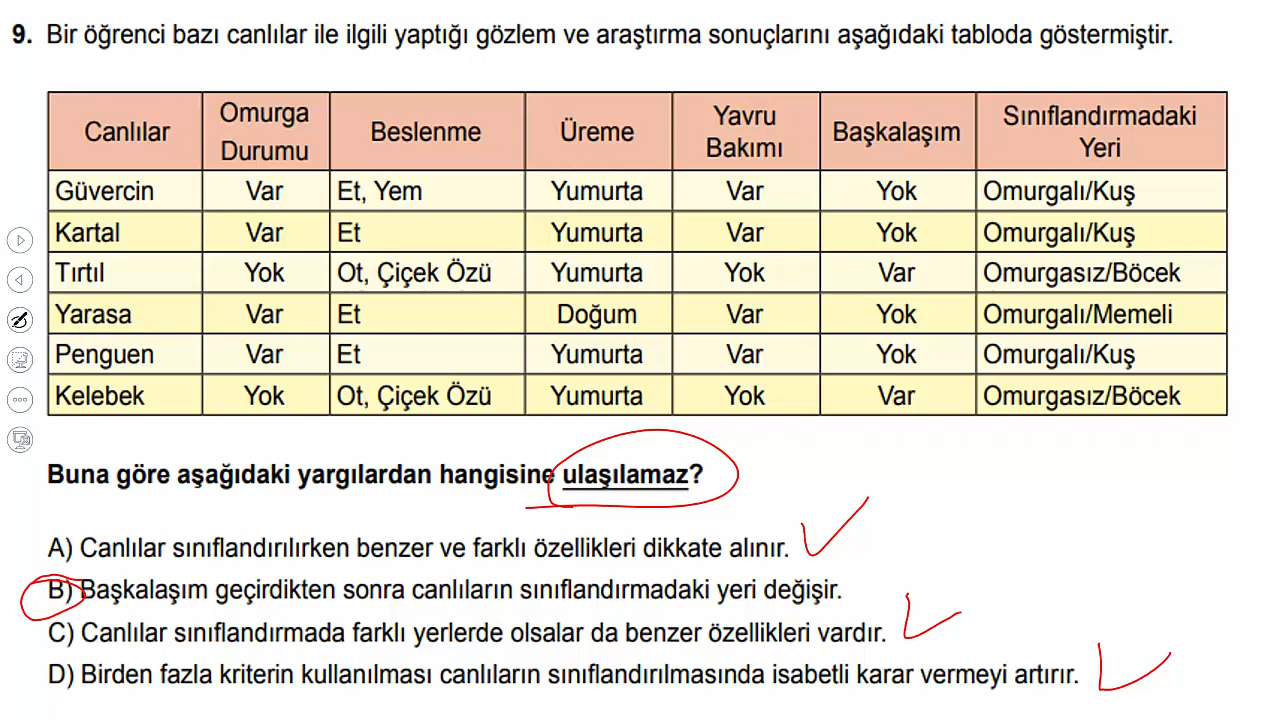 9. Bir öğrenci bazı canlılar ile ilgili yaptığı gözlem ve araştırma sonuçlarını aşağıdaki tabloda göstermiştir.
Canlılar Omurga Durumu Beslenme Üreme Yavru Bakımı Başkalaşım Sınıflandırmadaki Yeri
Güvercin Var Et, Yem Yumurta Var Yok Omurgalı/Kuş
Kartal Var Et Yumurta Var Yok Omurgalı/Kuş
Tırtıl Yok Ot, Çiçek Özü Yumurta Yok Var Omurgasız/Böcek
Yarasa Var Et Doğum Var Yok Omurgalı/Memeli
Penguen Var Et Yumurta Var Yok Omurgalı/Kuş
Kelebek Yok Ot, Çiçek Özü Yumurta Yok Var Omurgasız/Böcek
Buna göre aşağıdaki yargılardan hangisine ulaşılamaz?
A) Canlılar sınıflandırılırken benzer ve farklı özellikleri dikkate alınır.
B) Başkalaşım geçirdikten sonra canlıların sınıflandırmadaki yeri değişir.
C) Canlılar sınıflandırmada farklı yerlerde olsalar da benzer özellikleri vardır.
D) Birden fazla kriterin kullanılması canlıların sınıflandırılmasında isabetli karar vermeyi artırır.